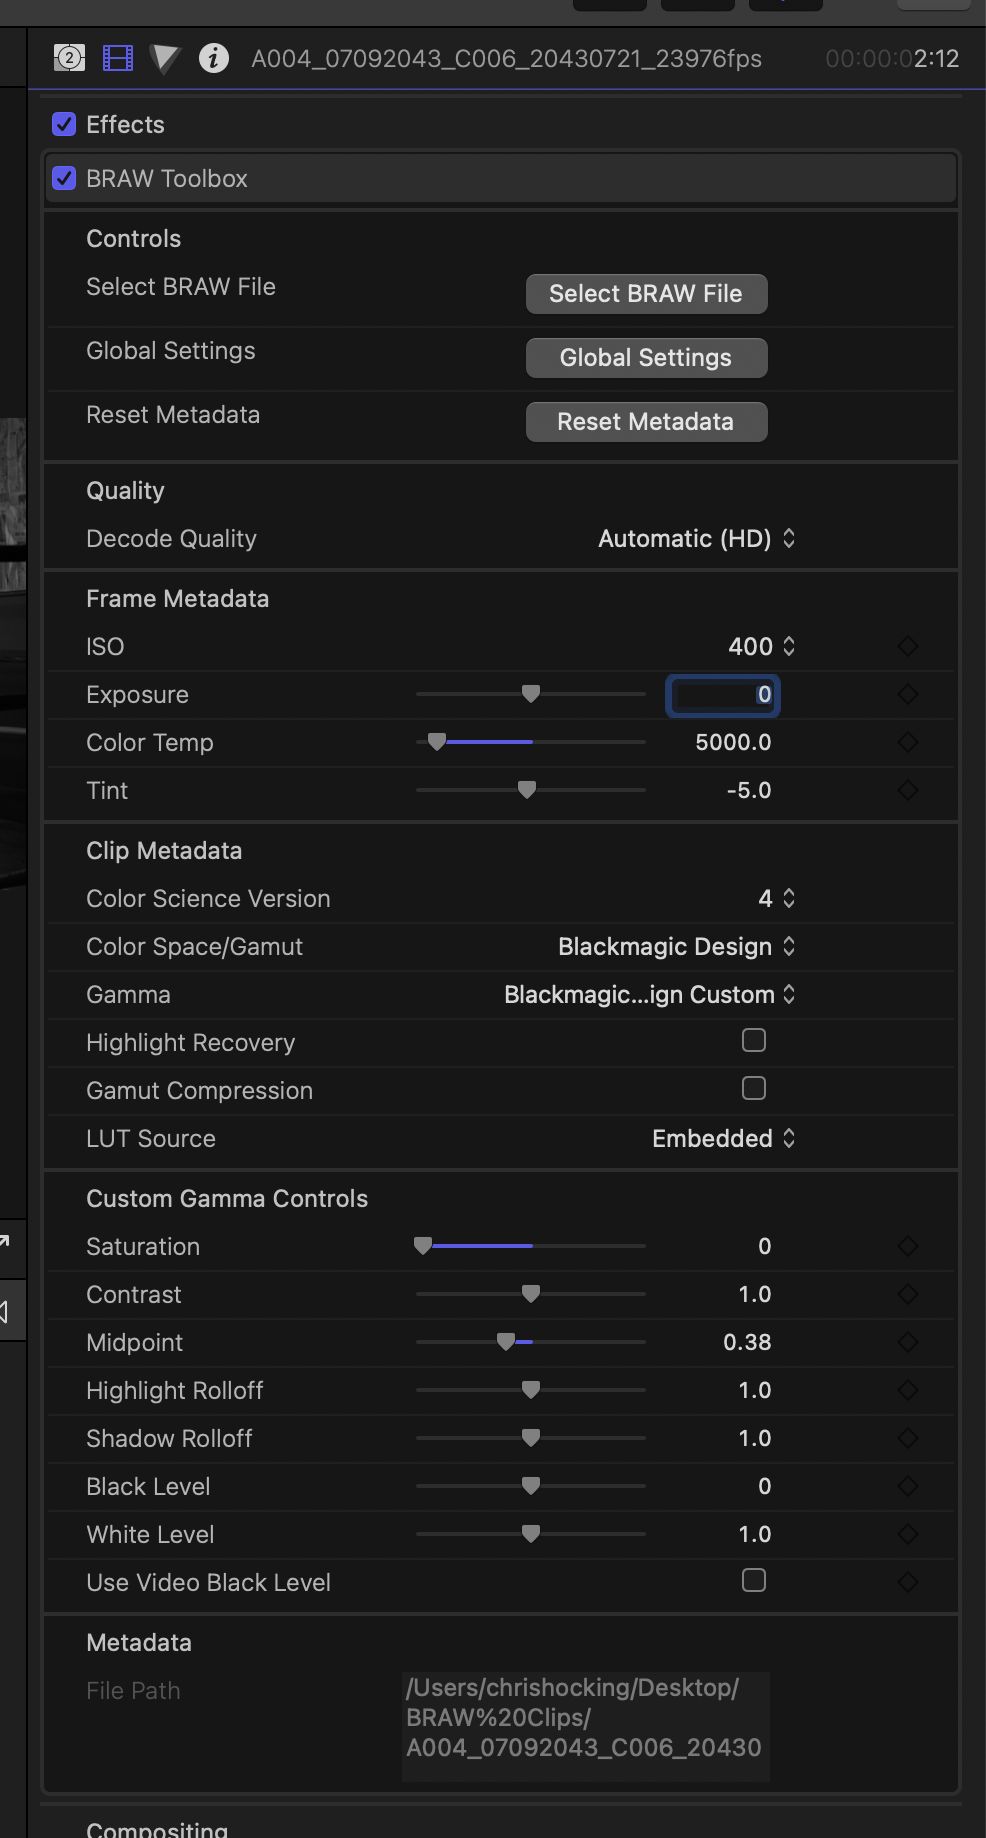 2 i A004_07092043_C006_20430721_23976fps 00:00:02:12
Effects
BRAW Toolbox
Controls
Select BRAW File Select BRAW File
Global Settings Global Settings
Reset Metadata Reset Metadata
Quality
Decode Quality Automatic (HD)
Frame Metadata
ISO 400
Exposure 0
Color Temp 5000.0
Tint -5.0
Clip Metadata
Color Science Version 4
Color Space/Gamut Blackmagic Design
Gamma Blackmagic...ign Custom
Highlight Recovery
Gamut Compression
LUT Source Embedded
Custom Gamma Controls
Saturation 0
Contrast 1.0
Midpoint 0.38
Highlight Rolloff 1.0
Shadow Rolloff 1.0
Black Level 0
White Level 1.0
Use Video Black Level
Metadata
File Path /Users/chrishocking/Desktop/
BRAW%20Clips/
A004_07092043_C006_20430
Compositing